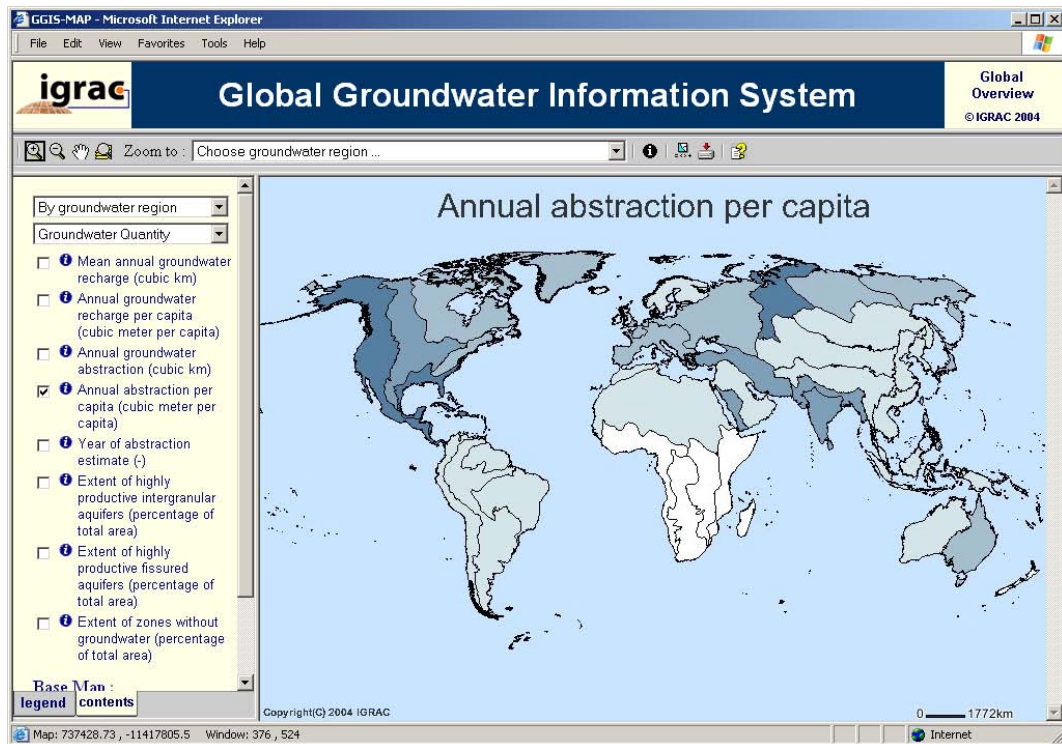 GGIS-MAP - Microsoft Internet Explorer
File Edit View Favorites Tools Help
igrac
Global Groundwater Information System
Global
Overview
© IGRAC 2004
Zoom to : Choose groundwater region ...
By groundwater region
Groundwater Quantity
Mean annual groundwater
recharge (cubic km)
Annual groundwater
recharge per capita
(cubic meter per capita)
Annual groundwater
abstraction (cubic km)
Annual abstraction per
capita (cubic meter per
capita)
Year of abstraction
estimate (-)
Extent of highly
productive intergranular
aquifers (percentage of
total area)
Extent of highly
productive fissured
aquifers (percentage of
total area)
Extent of zones without
groundwater (percentage
of total area)
Base Map :
legend contents
Annual abstraction per capita
Copyright(C) 2004 IGRAC
0 1772km
Map: 737428.73 , -11417805.5 Window: 376 , 524
Internet